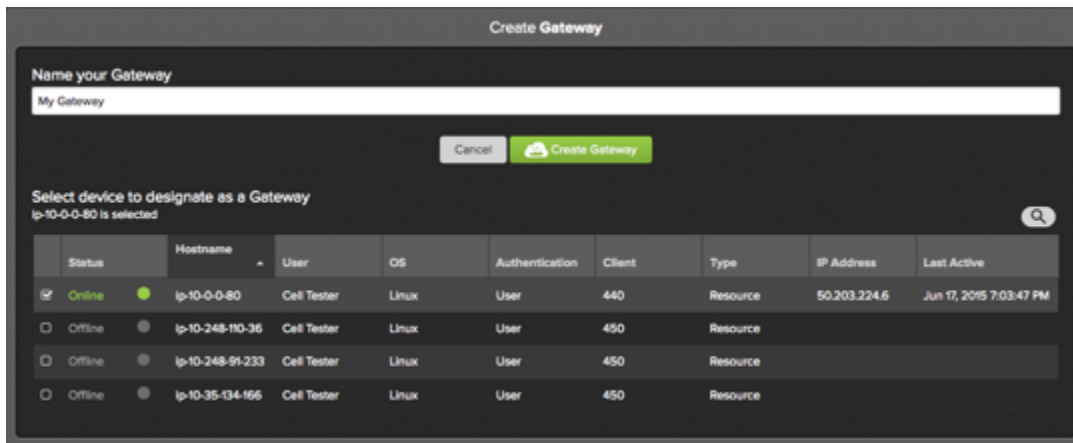 Create Gateway
Name your Gateway
My Gateway
Cancel Create Gateway
Select device to designate as a Gateway
ip-10-0-0-80 is selected
Status Hostname User OS Authentication Client Type IP Address Last Active
Online ip-10-0-0-80 Cell Tester Linux User 440 Resource 50.203.224.6 Jun 17, 2015 7:03:47 PM
Offline ip-10-248-110-36 Cell Tester Linux User 450 Resource
Offline ip-10-248-91-233 Cell Tester Linux User 450 Resource
Offline ip-10-35-134-166 Cell Tester Linux User 450 Resource